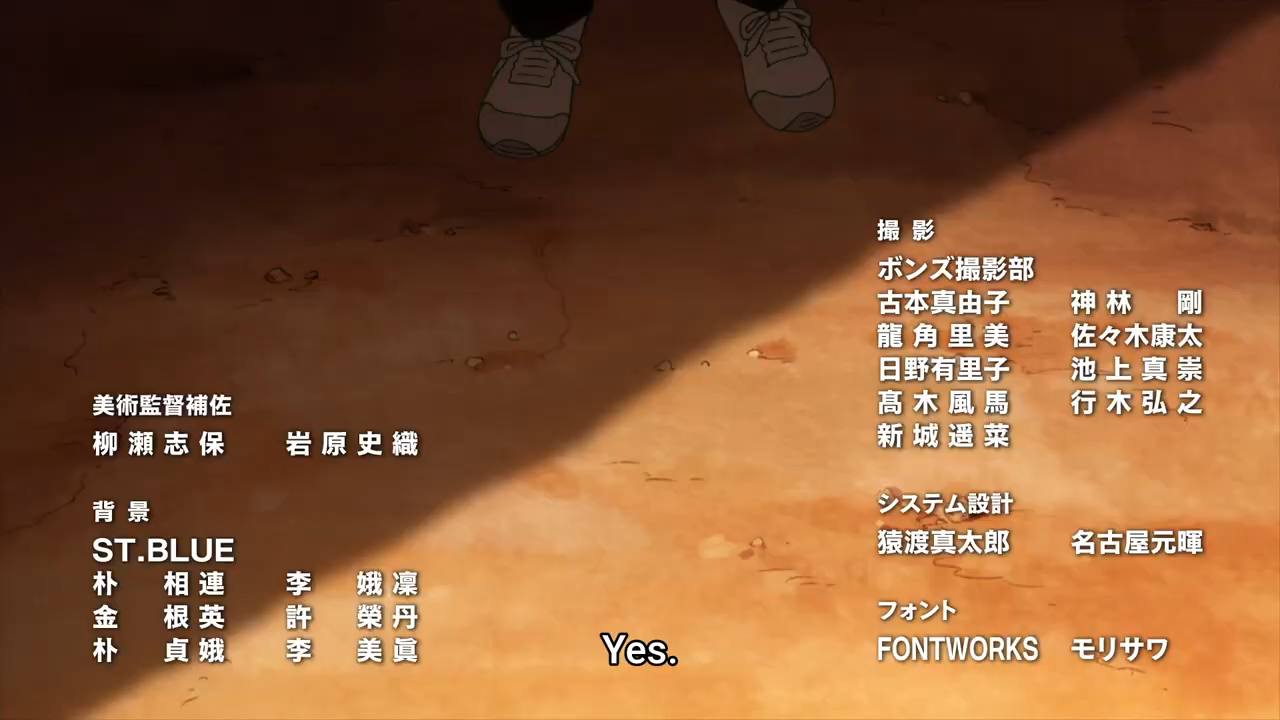 美術監督補佐
柳瀬志保 岩原史織
背景
ST.BLUE
朴 相連 李 娥凜
金 根英 許 榮丹
朴 貞娥 李 美眞
撮影
ボンズ撮影部
古本真由子 神林 剛
龍角里美 佐々木康太
日野有里子 池上真崇
髙木風馬 行木弘之
新城遥菜
システム設計
猿渡真太郎 名古屋元暉
フォント
FONTWORKS モリサワ
Yes.